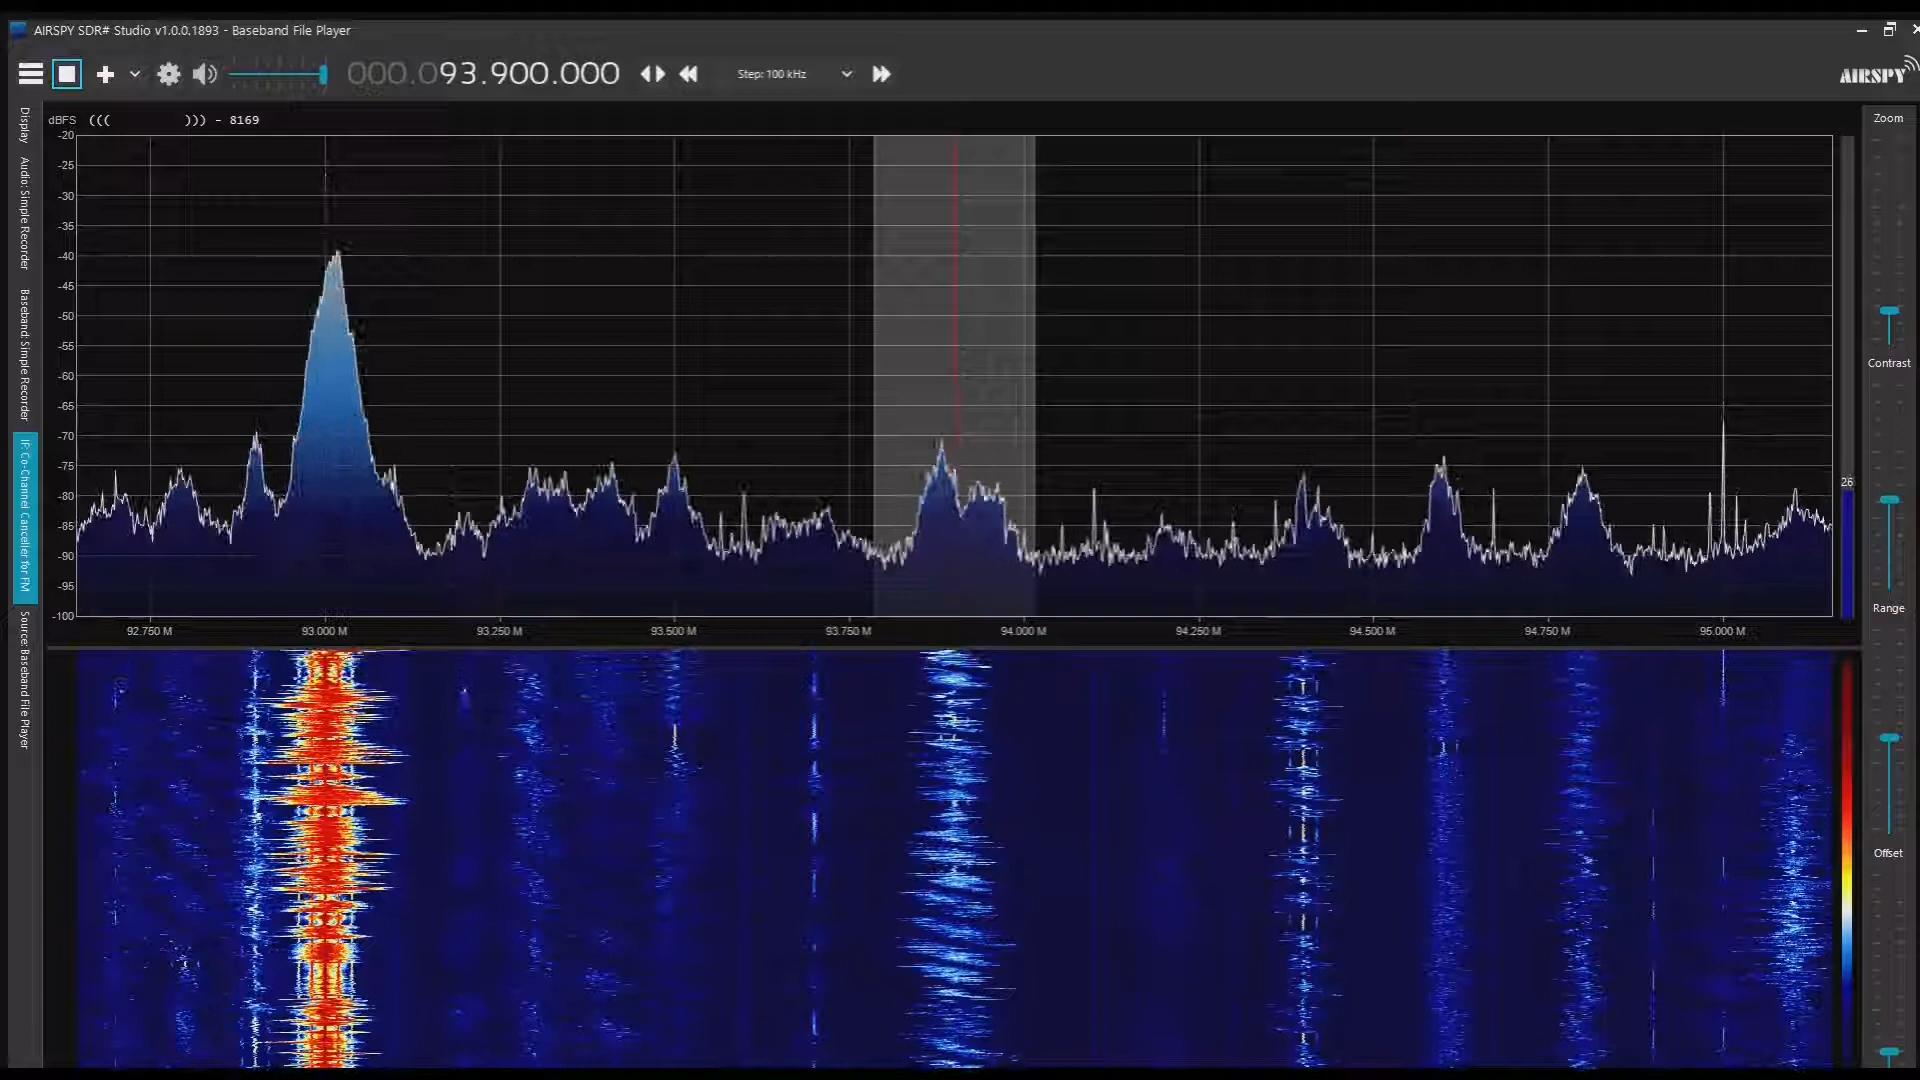 AIRSPY SDR# Studio v1.0.0.1893 - Baseband File Player
000.093.900.000
Step: 100 kHz
AIRSPY
Display
Audio: Simple Recorder
Baseband: Simple Recorder
IF: Co-Channel Canceller for FM
Source: Baseband File Player
dBFS
((( ))) - 8169
-20
-25
-30
-35
-40
-45
-50
-55
-60
-65
-70
-75
-80
-85
-90
-95
-100
92.750 M 93.000 M 93.250 M 93.500 M 93.750 M 94.000 M 94.250 M 94.500 M 94.750 M 95.000 M
26
Zoom
Contrast
Range
Offset